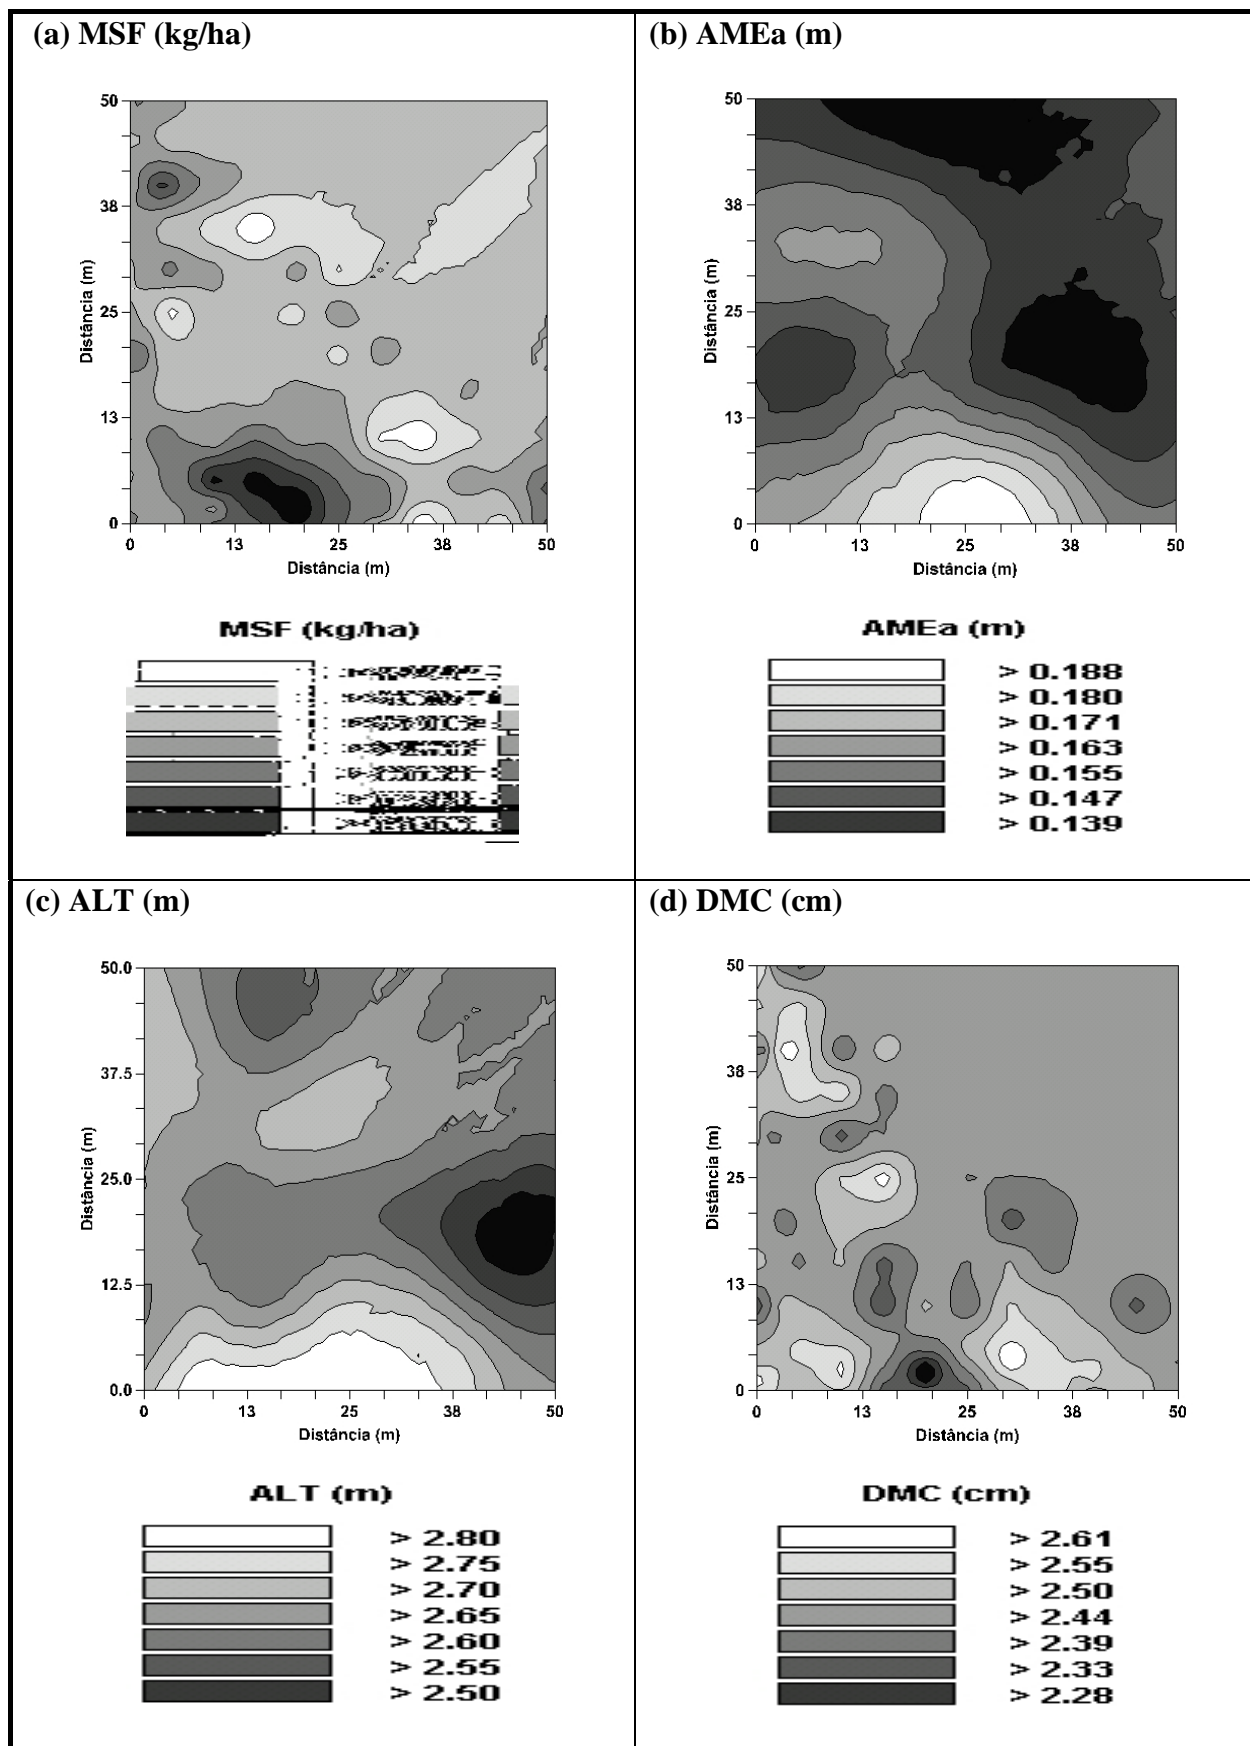 (a) MSF (kg/ha)
50
38
25
13
0
Distância (m)
0 13 25 38 50
Distância (m)
MSF (kg/ha)
(b) AMEa (m)
50
38
25
13
0
Distância (m)
0 13 25 38 50
Distância (m)
AMEa (m)
> 0.188
> 0.180
> 0.171
> 0.163
> 0.155
> 0.147
> 0.139
(c) ALT (m)
50.0
37.5
25.0
12.5
0.0
Distância (m)
0 13 25 38 50
Distância (m)
ALT (m)
> 2.80
> 2.75
> 2.70
> 2.65
> 2.60
> 2.55
> 2.50
(d) DMC (cm)
50
38
25
13
0
Distância (m)
0 13 25 38 50
Distância (m)
DMC (cm)
> 2.61
> 2.55
> 2.50
> 2.44
> 2.39
> 2.33
> 2.28